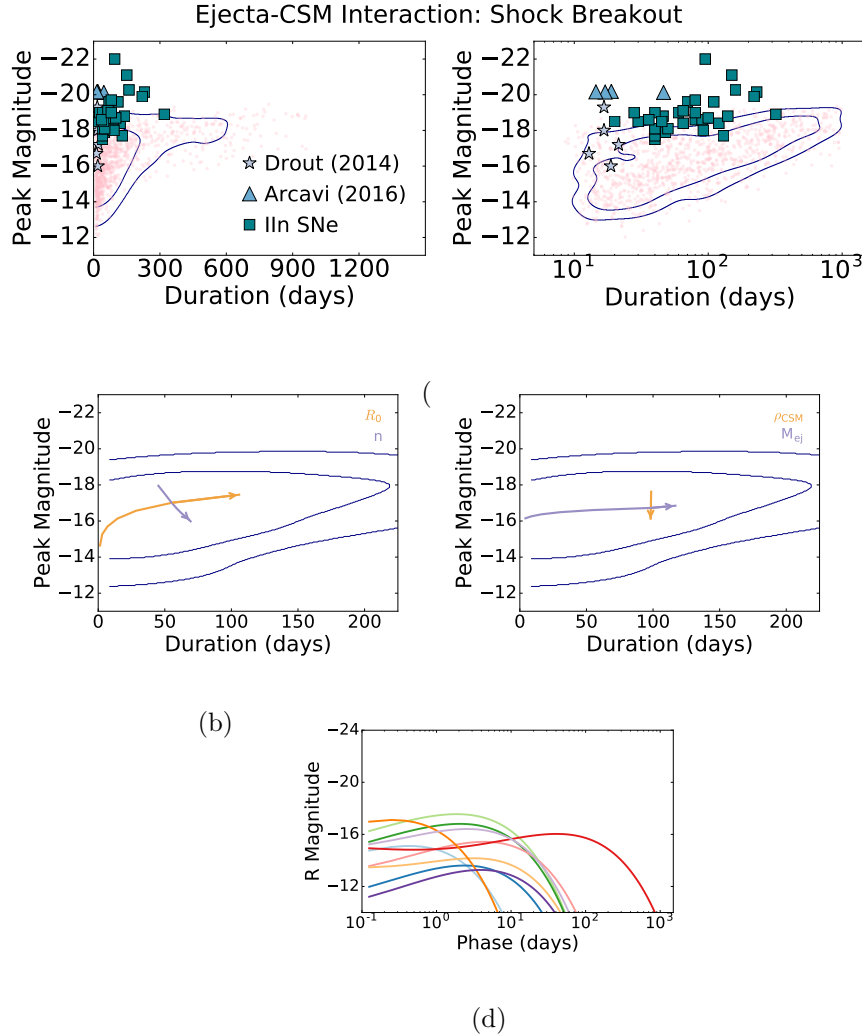 Ejecta-CSM Interaction: Shock Breakout
−22
−20
−18
−16
−14
−12
Peak Magnitude
0 300 600 900 1200
Duration (days)
Drout (2014)
Arcavi (2016)
IIn SNe
−22
−20
−18
−16
−14
−12
Peak Magnitude
10¹ 10² 10³
Duration (days)
(
−22
−20
−18
−16
−14
−12
Peak Magnitude
0 50 100 150 200
Duration (days)
R₀
n
−22
−20
−18
−16
−14
−12
Peak Magnitude
0 50 100 150 200
Duration (days)
ρCSM
Mej
(b)
−24
−20
−16
−12
R Magnitude
10⁻¹ 10⁰ 10¹ 10² 10³
Phase (days)
(d)